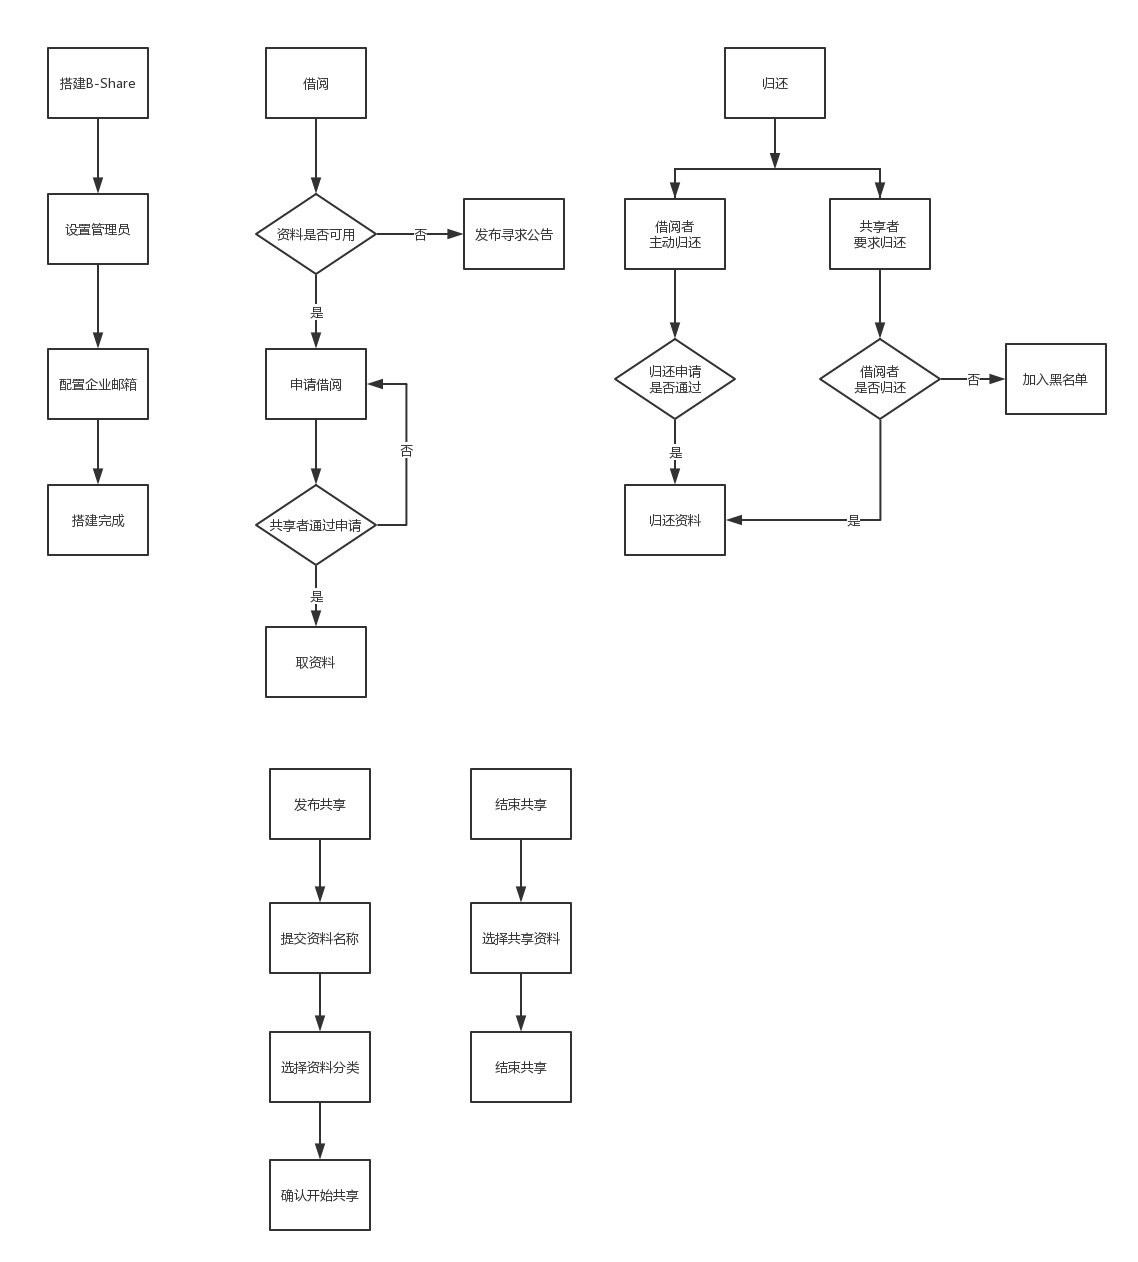 搭建B-Share
设置管理员
配置企业邮箱
搭建完成
借阅
资料是否可用
否
发布寻求公告
是
申请借阅
否
共享者通过申请
是
取资料
归还
借阅者
主动归还
共享者
要求归还
归还申请
是否通过
借阅者
是否归还
否
加入黑名单
是
归还资料
是
发布共享
提交资料名称
选择资料分类
确认开始共享
结束共享
选择共享资料
结束共享